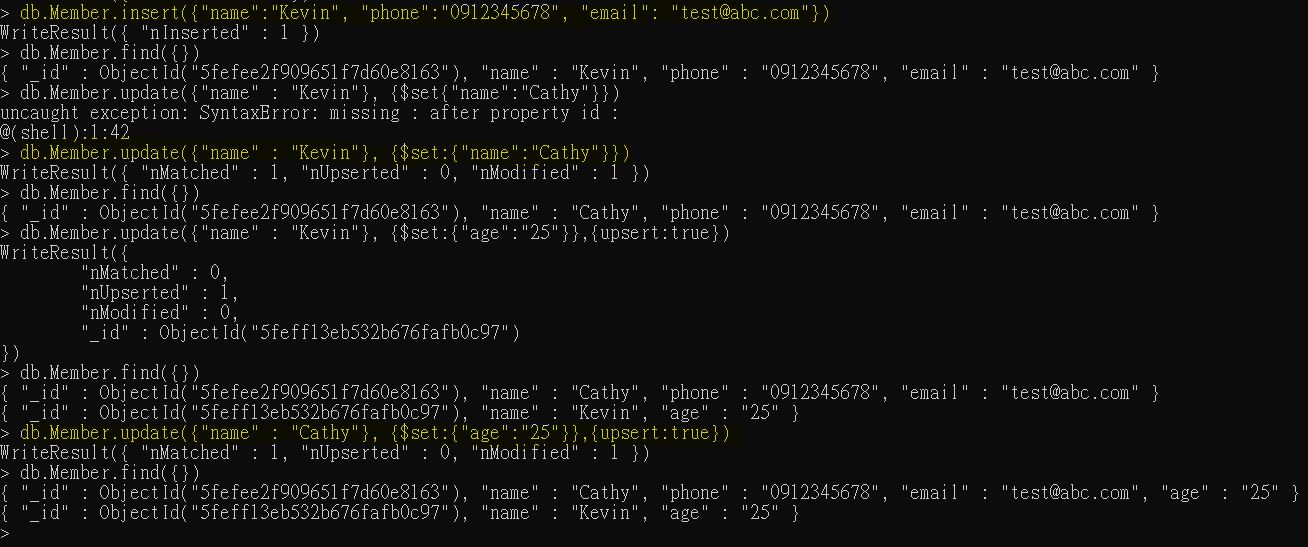 > db.Member.insert({"name":"Kevin", "phone":"0912345678", "email": "test@abc.com"})
WriteResult({ "nInserted" : 1 })
> db.Member.find({})
{ "_id" : ObjectId("5fefee2f909651f7d60e8163"), "name" : "Kevin", "phone" : "0912345678", "email" : "test@abc.com" }
> db.Member.update({"name" : "Kevin"}, {$set{"name":"Cathy"}})
uncaught exception: SyntaxError: missing : after property id :
@(shell):1:42
> db.Member.update({"name" : "Kevin"}, {$set:{"name":"Cathy"}})
WriteResult({ "nMatched" : 1, "nUpserted" : 0, "nModified" : 1 })
> db.Member.find({})
{ "_id" : ObjectId("5fefee2f909651f7d60e8163"), "name" : "Cathy", "phone" : "0912345678", "email" : "test@abc.com" }
> db.Member.update({"name" : "Kevin"}, {$set:{"age":"25"}},{upsert:true})
WriteResult({
"nMatched" : 0,
"nUpserted" : 1,
"nModified" : 0,
"_id" : ObjectId("5feff13eb532b676fafb0c97")
})
> db.Member.find({})
{ "_id" : ObjectId("5fefee2f909651f7d60e8163"), "name" : "Cathy", "phone" : "0912345678", "email" : "test@abc.com" }
{ "_id" : ObjectId("5feff13eb532b676fafb0c97"), "name" : "Kevin", "age" : "25" }
> db.Member.update({"name" : "Cathy"}, {$set:{"age":"25"}},{upsert:true})
WriteResult({ "nMatched" : 1, "nUpserted" : 0, "nModified" : 1 })
> db.Member.find({})
{ "_id" : ObjectId("5fefee2f909651f7d60e8163"), "name" : "Cathy", "phone" : "0912345678", "email" : "test@abc.com", "age" : "25" }
{ "_id" : ObjectId("5feff13eb532b676fafb0c97"), "name" : "Kevin", "age" : "25" }
>